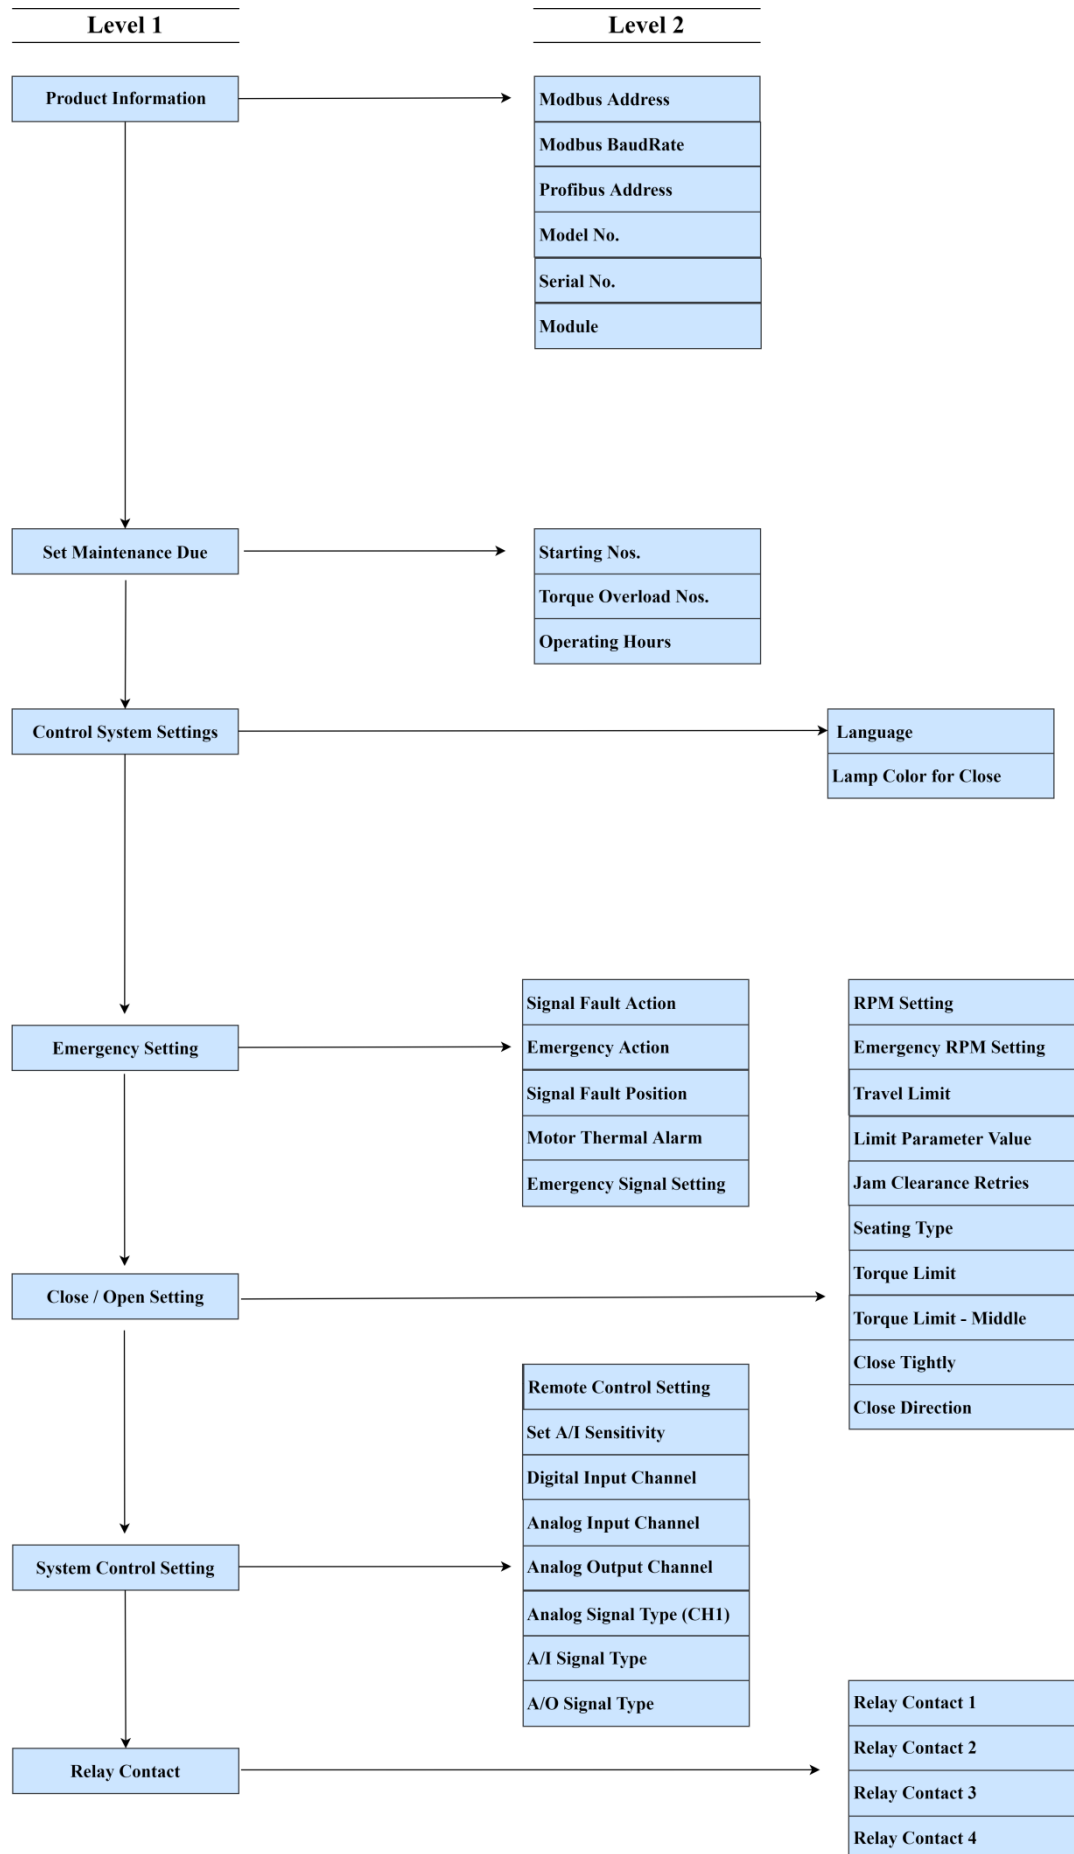 Level 1
Level 2
Product Information
Modbus Address
Modbus BaudRate
Profibus Address
Model No.
Serial No.
Module
Set Maintenance Due
Starting Nos.
Torque Overload Nos.
Operating Hours
Control System Settings
Language
Lamp Color for Close
Emergency Setting
Signal Fault Action
Emergency Action
Signal Fault Position
Motor Thermal Alarm
Emergency Signal Setting
Close / Open Setting
RPM Setting
Emergency RPM Setting
Travel Limit
Limit Parameter Value
Jam Clearance Retries
Seating Type
Torque Limit
Torque Limit - Middle
Close Tightly
Close Direction
System Control Setting
Remote Control Setting
Set A/I Sensitivity
Digital Input Channel
Analog Input Channel
Analog Output Channel
Analog Signal Type (CH1)
A/I Signal Type
A/O Signal Type
Relay Contact
Relay Contact 1
Relay Contact 2
Relay Contact 3
Relay Contact 4